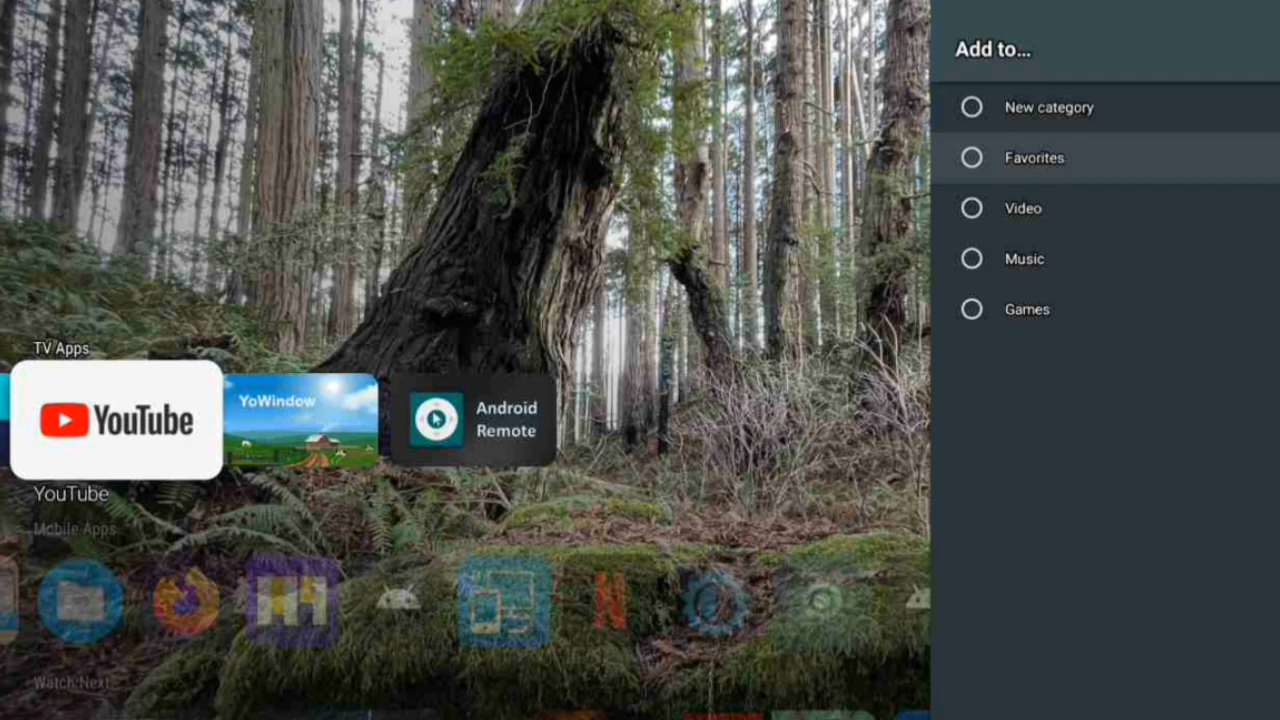 Add to...
New category
Favorites
Video
Music
Games
TV Apps
YouTube
YoWindow
Android
Remote
YouTube
Mobile Apps
Watch Next